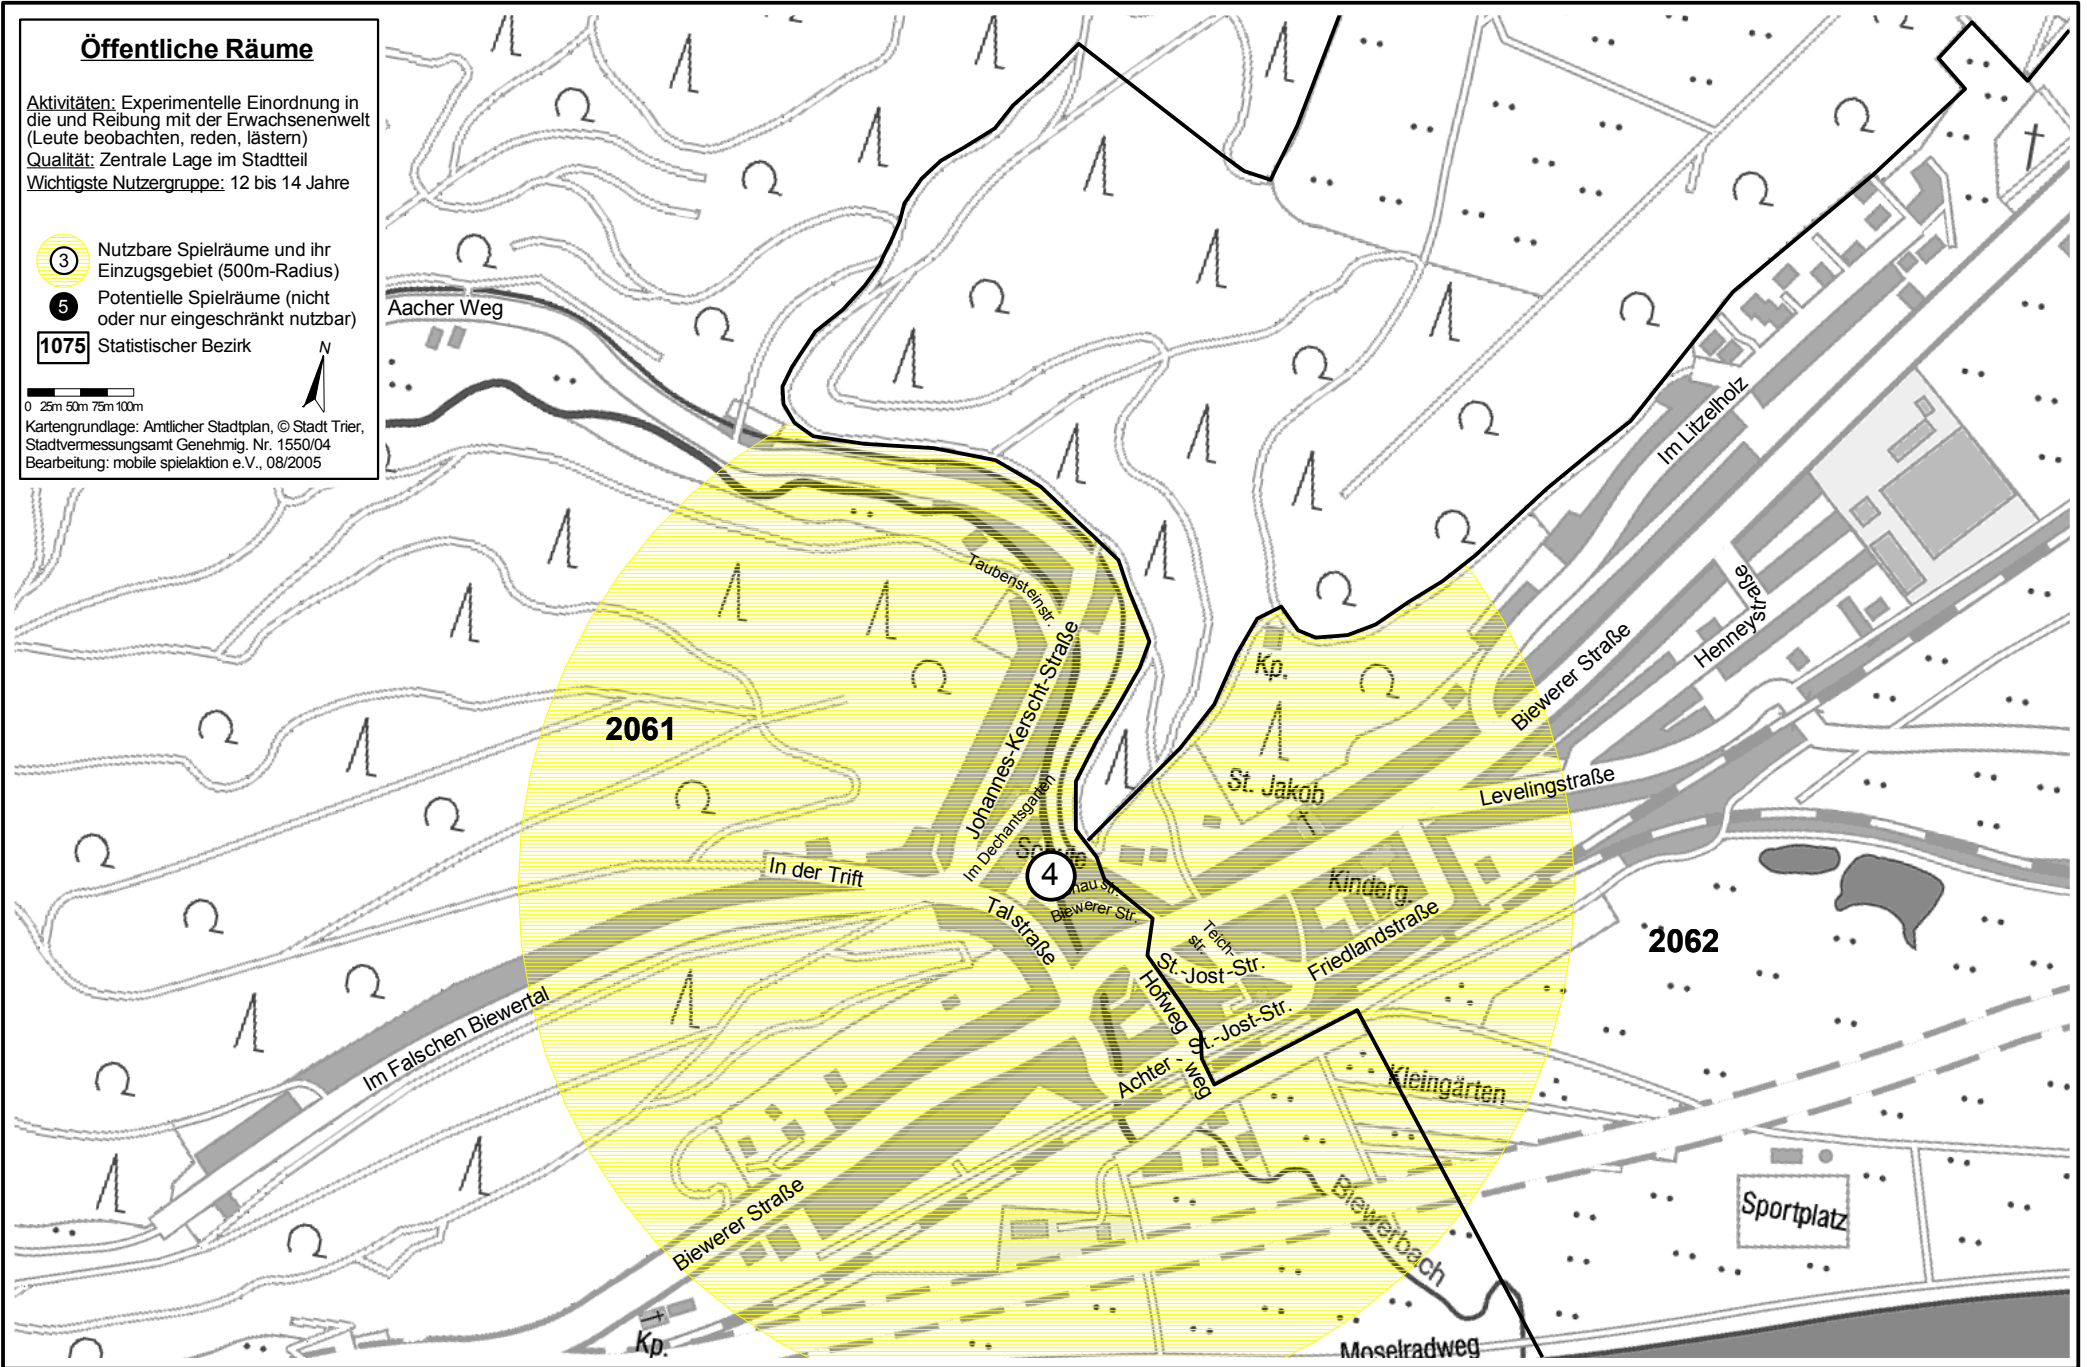 Öffentliche Räume
Aktivitäten: Experimentelle Einordnung in
die und Reibung mit der Erwachsenenwelt
(Leute beobachten, reden, lästern)
Qualität: Zentrale Lage im Stadtteil
Wichtigste Nutzergruppe: 12 bis 14 Jahre
3 Nutzbare Spielräume und ihr
Einzugsgebiet (500m-Radius)
5 Potentielle Spielräume (nicht
oder nur eingeschränkt nutzbar)
1075 Statistischer Bezirk
N
0 25m 50m 75m 100m
Kartengrundlage: Amtlicher Stadtplan, © Stadt Trier,
Stadtvermessungsamt Genehmig. Nr. 1550/04
Bearbeitung: mobile spielaktion e.V., 08/2005
Aacher Weg
Im Litzelholz
Taubensteinstr.
Henneystraße
Johannes-Kerscht-Straße
Kp.
Biewerer Straße
2061
St. Jakob
Levelingstraße
Im Dechantsgarten
In der Trift
4
Kinderg.
Biewerer Str.
Talstraße
Teich-
str.
Friedlandstraße
2062
St.-Jost-Str.
Hofweg
Im Falschen Biewertal
Achter-
weg
St.-Jost-Str.
Kleingärten
Biewerer Straße
Biewerbach
Sportplatz
Kp.
Moselradweg